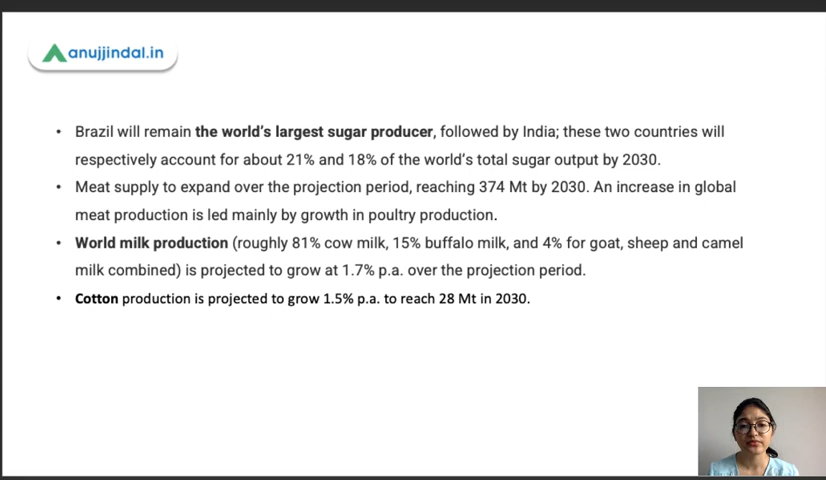 anujjindal.in
• Brazil will remain the world's largest sugar producer, followed by India; these two countries will
respectively account for about 21% and 18% of the world's total sugar output by 2030.
• Meat supply to expand over the projection period, reaching 374 Mt by 2030. An increase in global
meat production is led mainly by growth in poultry production.
• World milk production (roughly 81% cow milk, 15% buffalo milk, and 4% for goat, sheep and camel
milk combined) is projected to grow at 1.7% p.a. over the projection period.
• Cotton production is projected to grow 1.5% p.a. to reach 28 Mt in 2030.